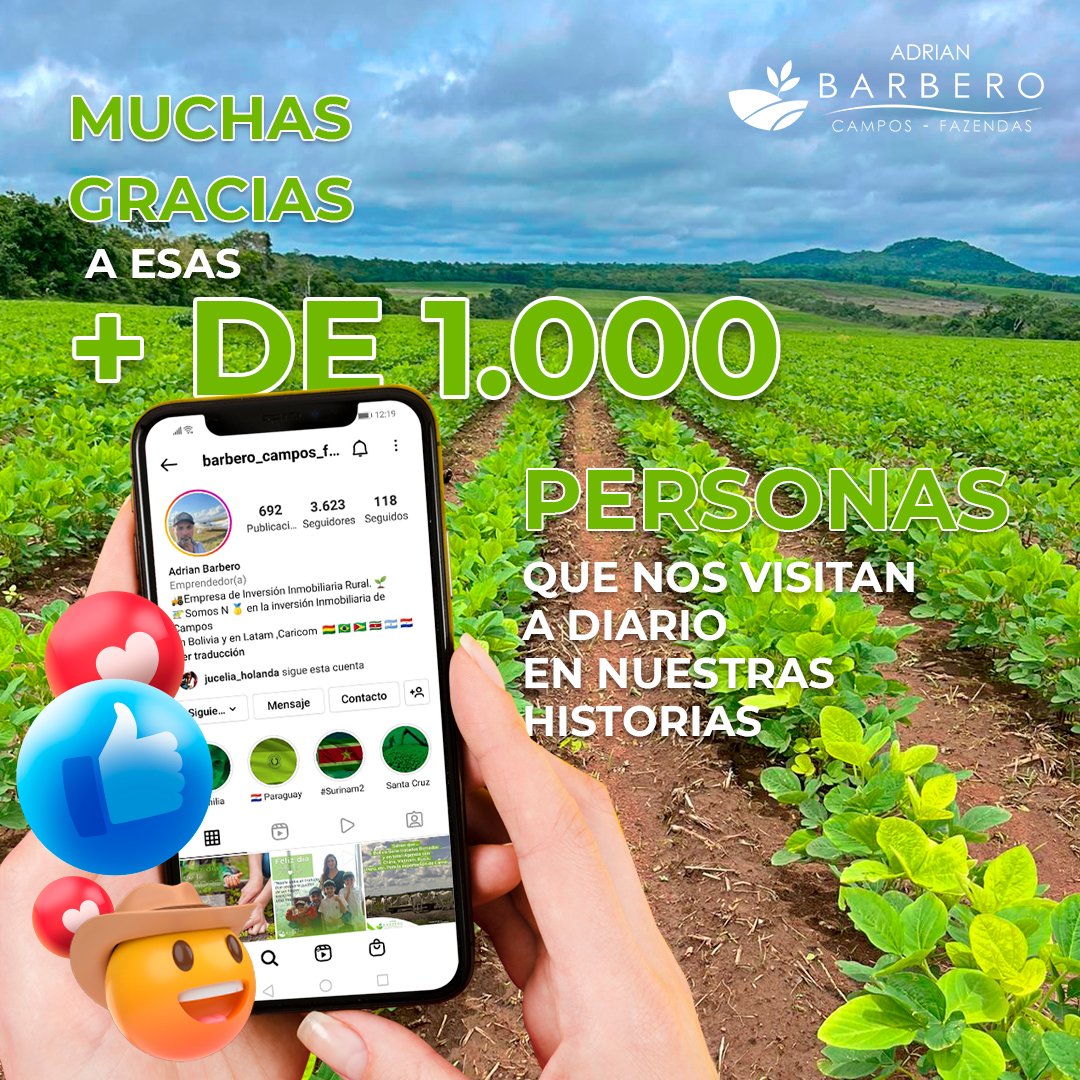 ADRIAN
BARBERO
CAMPOS - FAZENDAS
MUCHAS
GRACIAS
A ESAS
+ DE 1.000
PERSONAS
QUE NOS VISITAN
A DIARIO
EN NUESTRAS
HISTORIAS
12:19
barbero_campos_f...
692 3.623 118
Publicaci... Seguidores Seguidos
Adrian Barbero
Emprendedor(a)
Empresa de Inversión Inmobiliaria Rural.
Somos N en la inversión Inmobiliaria de
Campos
n Bolivia y en Latam ,Caricom
er traducción
jucelia_holanda sigue esta cuenta
Siguie... Mensaje Contacto
milia Paraguay #Surinam2 Santa Cruz
Feliz día